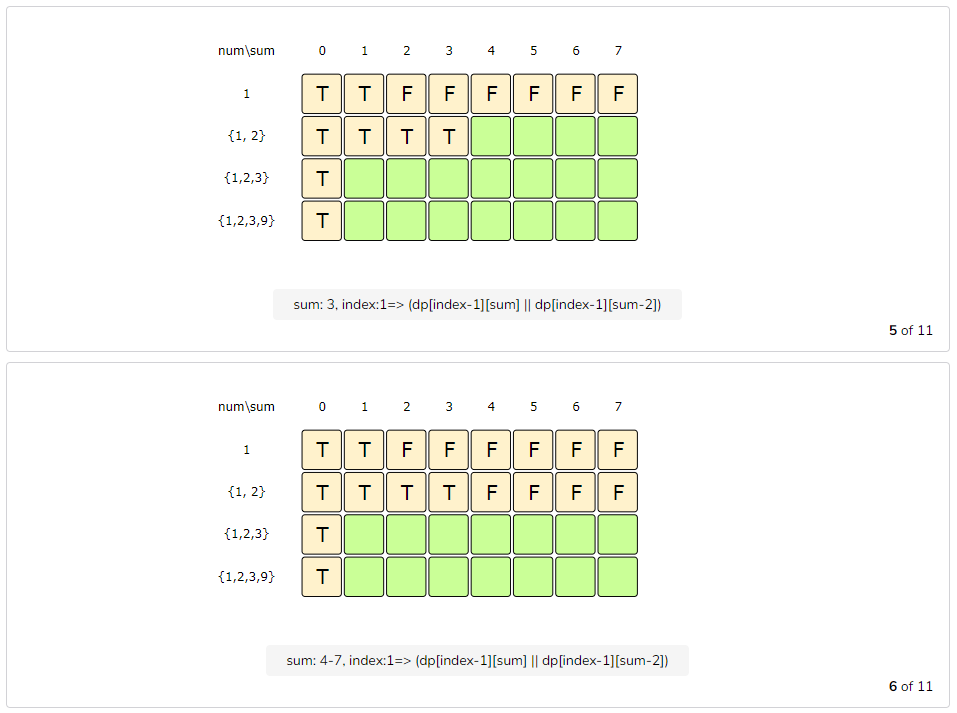 num\sum 0 1 2 3 4 5 6 7
1 T T F F F F F F
{1, 2} T T T T
{1,2,3} T
{1,2,3,9} T
sum: 3, index:1=> (dp[index-1][sum] || dp[index-1][sum-2])
5 of 11
num\sum 0 1 2 3 4 5 6 7
1 T T F F F F F F
{1, 2} T T T T F F F F
{1,2,3} T
{1,2,3,9} T
sum: 4-7, index:1=> (dp[index-1][sum] || dp[index-1][sum-2])
6 of 11